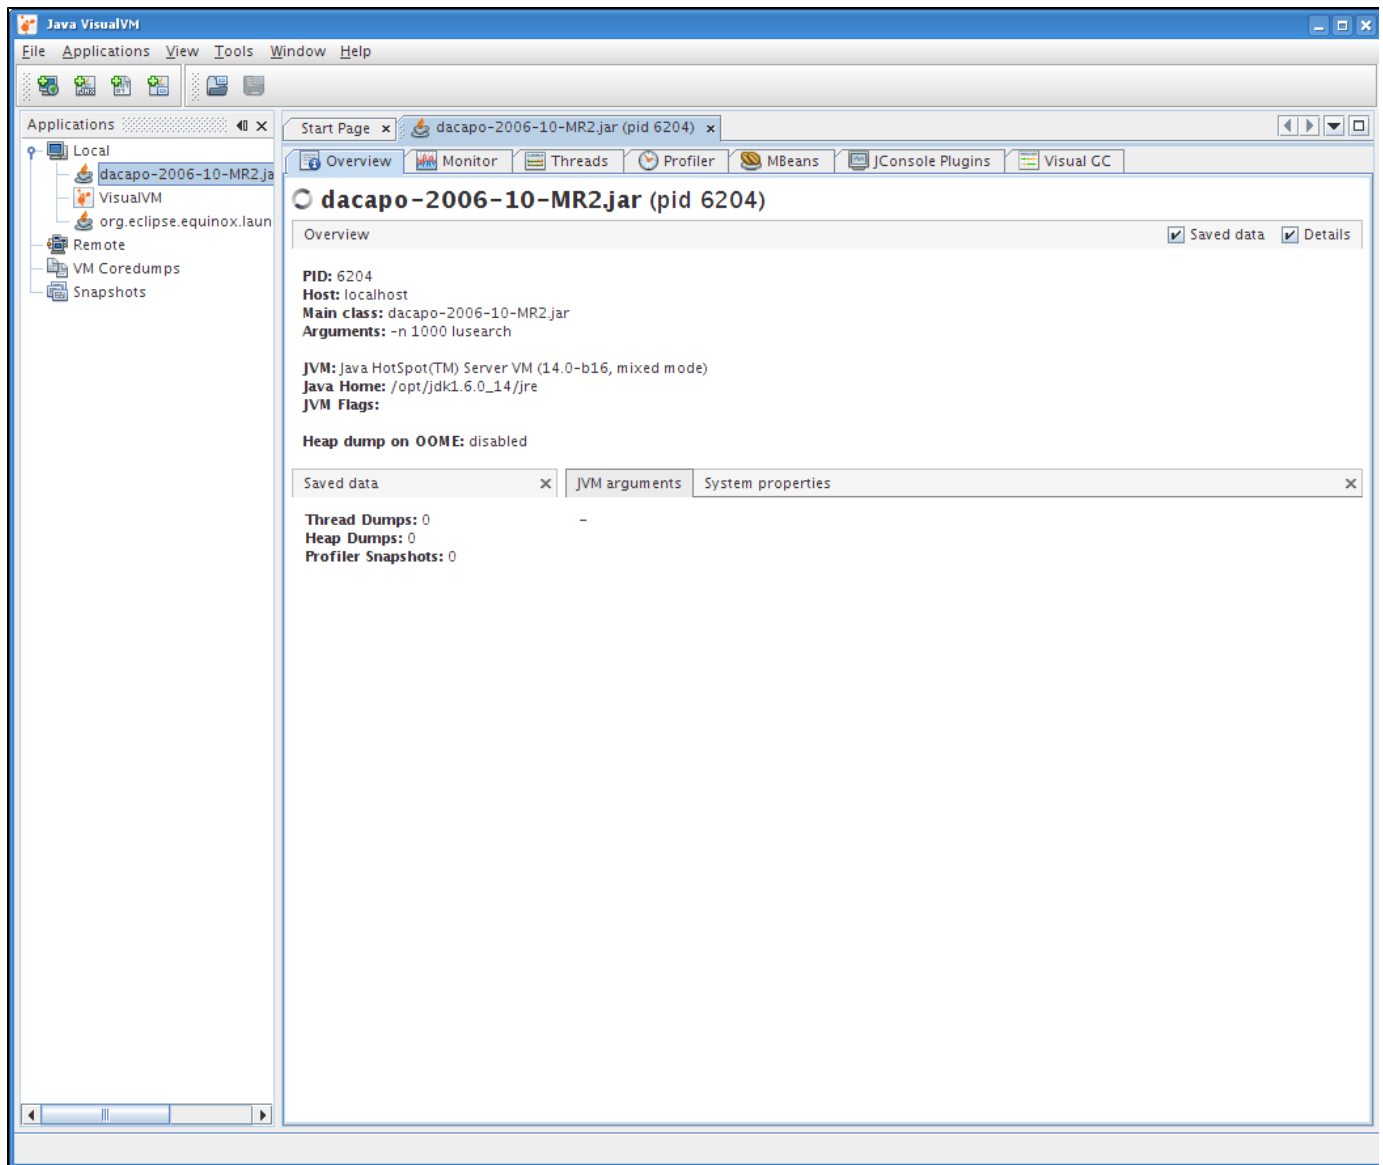 Java VisualVM
File Applications View Tools Window Help
Applications
Local
dacapo-2006-10-MR2.ja
VisualVM
org.eclipse.equinox.laun
Remote
VM Coredumps
Snapshots
Start Page
dacapo-2006-10-MR2.jar (pid 6204)
Overview Monitor Threads Profiler MBeans JConsole Plugins Visual GC
dacapo-2006-10-MR2.jar (pid 6204)
Overview Saved data Details
PID: 6204
Host: localhost
Main class: dacapo-2006-10-MR2.jar
Arguments: -n 1000 lusearch
JVM: Java HotSpot(TM) Server VM (14.0-b16, mixed mode)
Java Home: /opt/jdk1.6.0_14/jre
JVM Flags:
Heap dump on OOME: disabled
Saved data
JVM arguments System properties
Thread Dumps: 0
Heap Dumps: 0
Profiler Snapshots: 0
-